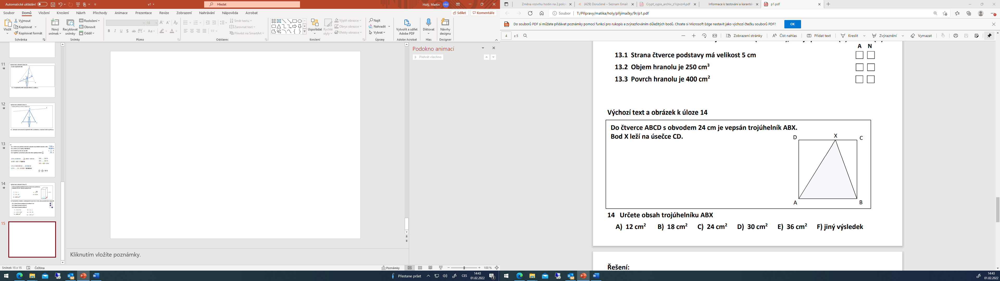 Automatické ukládání
v1
Hledat
Holý, Martin
HM
Soubor Domů Vložení Kreslení Návrh Přechody Animace Prezentace Revize Zobrazení Nahrávání Nápověda Acrobat
Sdílet
Komentáře
Vložit
Vyjmout
Kopírovat
Kopírovat formát
Schránka
Nový snímek
Recyklovat snímky
Rozložení
Obnovit
Oddíl
Snímky
18
Písmo
Směr textu
Zarovnat text
Převést na SmartArt
Odstavec
Uspořádat
Rychlé styly
Výplň obrazce
Obrys obrazce
Efekty obrazce
Kreslení
Najít
Nahradit
Vybrat
Úpravy
Vytvořit a sdílet Adobe PDF
Adobe Acrobat
Diktovat
Hlas
Návrhy designu
Designer
11
12
13
14
15
Podokno animací
Přehrát všechno
Kliknutím vložíte poznámky.
Snímek 15 z 15
Čeština
Poznámky
100 %
Přestane pršet
CES
14:43
01.02.2022
3
Změna rozvrhu hodin na 2.polol
(429) Doručené – Seznam Email
Crypt_vypis_archiv_z1cpvzr4.pdf
Informace k testování a karantén
p1.pdf
Soubor
T:/Přípravy/matika/holy/přijímačky/9r/p1.pdf
Do souborů PDF si můžete přidávat poznámky pomocí funkcí pro rukopis a zvýrazňováním důležitých bodů. Chcete si Microsoft Edge nastavit jako výchozí čtečku souborů PDF?
OK
4 z 5
Zobrazení stránky
Číst nahlas
Přidat text
Kreslit
Zvýraznění
Vymazat
A N
13.1 Strana čtverce podstavy má velikost 5 cm
13.2 Objem hranolu je 250 cm³
13.3 Povrch hranolu je 400 cm²
Výchozí text a obrázek k úloze 14
Do čtverce ABCD s obvodem 24 cm je vepsán trojúhelník ABX.
Bod X leží na úsečce CD.
D X C
A B
14 Určete obsah trojúhelníku ABX
A) 12 cm² B) 18 cm² C) 24 cm² D) 30 cm² E) 36 cm² F) jiný výsledek
Řešení:
14:43
01.02.2022